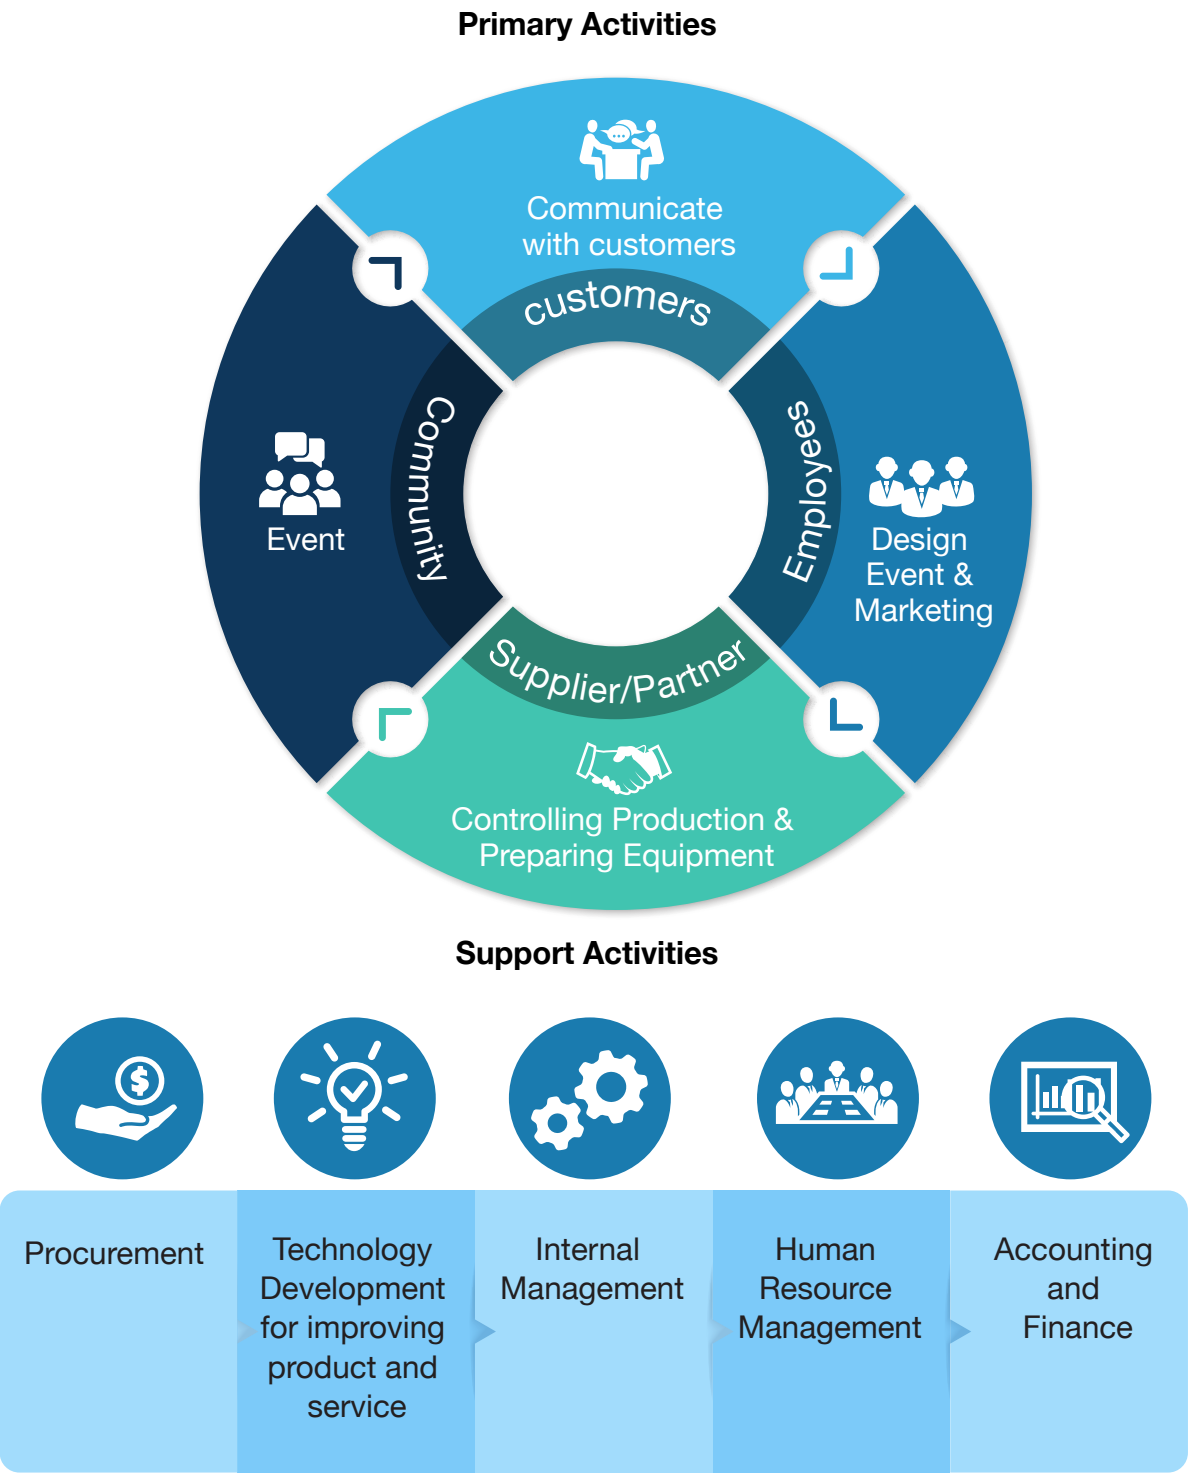 Primary Activities
Communicate
with customers
customers
Employees
Design
Event &
Marketing
Supplier/Partner
Controlling Production &
Preparing Equipment
Community
Event
Support Activities
Procurement
Technology
Development
for improving
product and
service
Internal
Management
Human
Resource
Management
Accounting
and
Finance